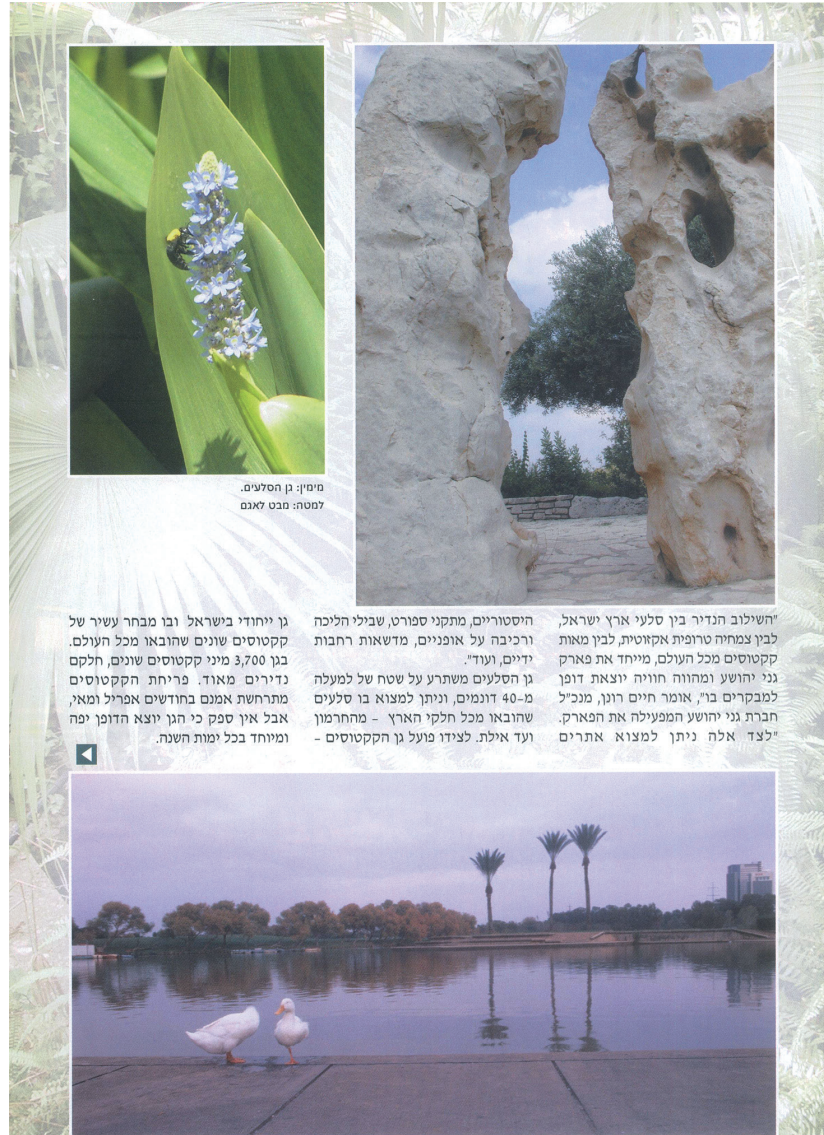 מימין: גן הסלעים.
למטה: מבט לאגם
"השילוב הנדיר בין סלעי ארץ ישראל,
לבין צמחיה טרופית אקזוטית, לבין מאות
קקטוסים מכל העולם, מייחד את פארק
גני יהושע ומהווה חוויה יוצאת דופן
למבקרים בו", אומר חיים רונן, מנכ"ל
חברת גני יהושע המפעילה את הפארק.
"לצד אלה ניתן למצוא אתרים
היסטוריים, מתקני ספורט, שבילי הליכה
ורכיבה על אופניים, מדשאות רחבות
ידיים, ועוד".
גן הסלעים משתרע על שטח של למעלה
מ-40 דונמים, וניתן למצוא בו סלעים
שהובאו מכל חלקי הארץ - מהחרמון
ועד אילת. לצידו פועל גן הקקטוסים -
גן ייחודי בישראל ובו מבחר עשיר של
קקטוסים שונים שהובאו מכל העולם.
בגן 3,700 מיני קקטוסים שונים, חלקם
נדירים מאוד. פריחת הקקטוסים
מתרחשת אמנם בחודשים אפריל ומאי,
אבל אין ספק כי הגן יוצא הדופן יפה
ומיוחד בכל ימות השנה.